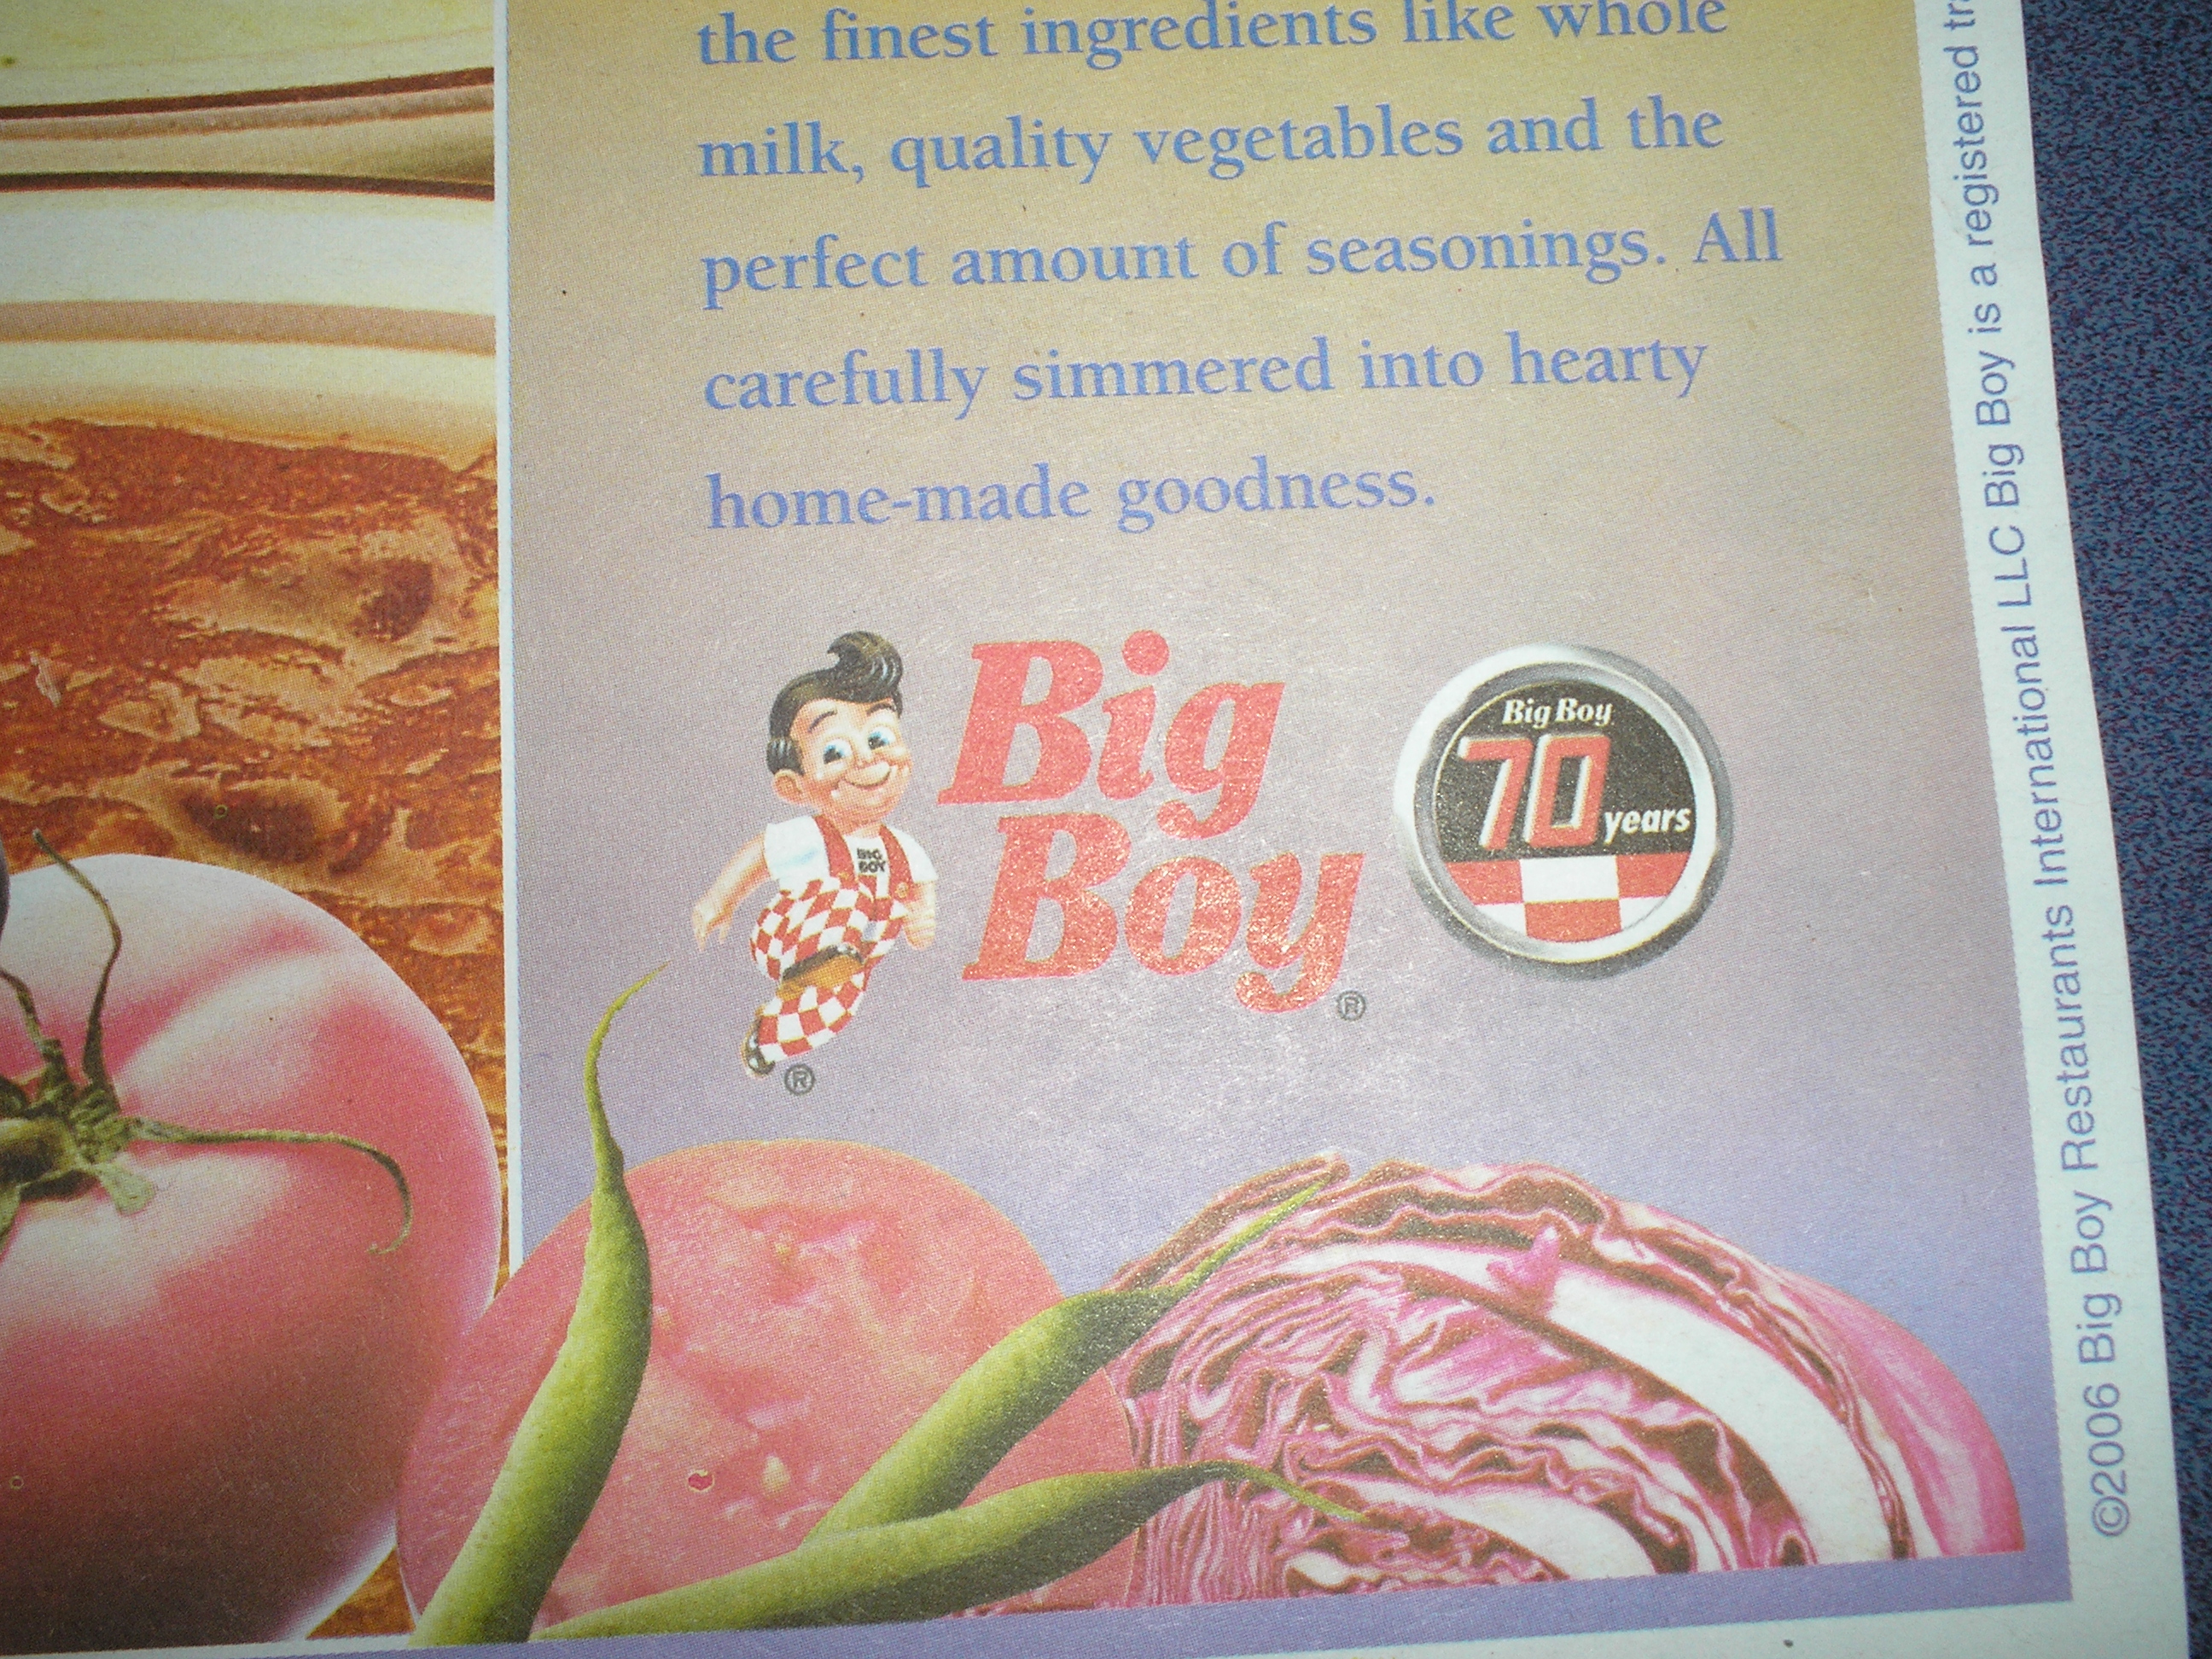 the finest ingredients like whole
milk, quality vegetables and the
perfect amount of seasonings. All
carefully simmered into hearty
home-made goodness.
BIG
BOY
®
Big
Boy
®
Big Boy
70
years
©2006 Big Boy Restaurants International LLC Big Boy is a registered